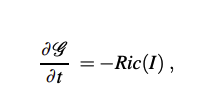 ∂𝒢/∂t = −Ric(I) ,